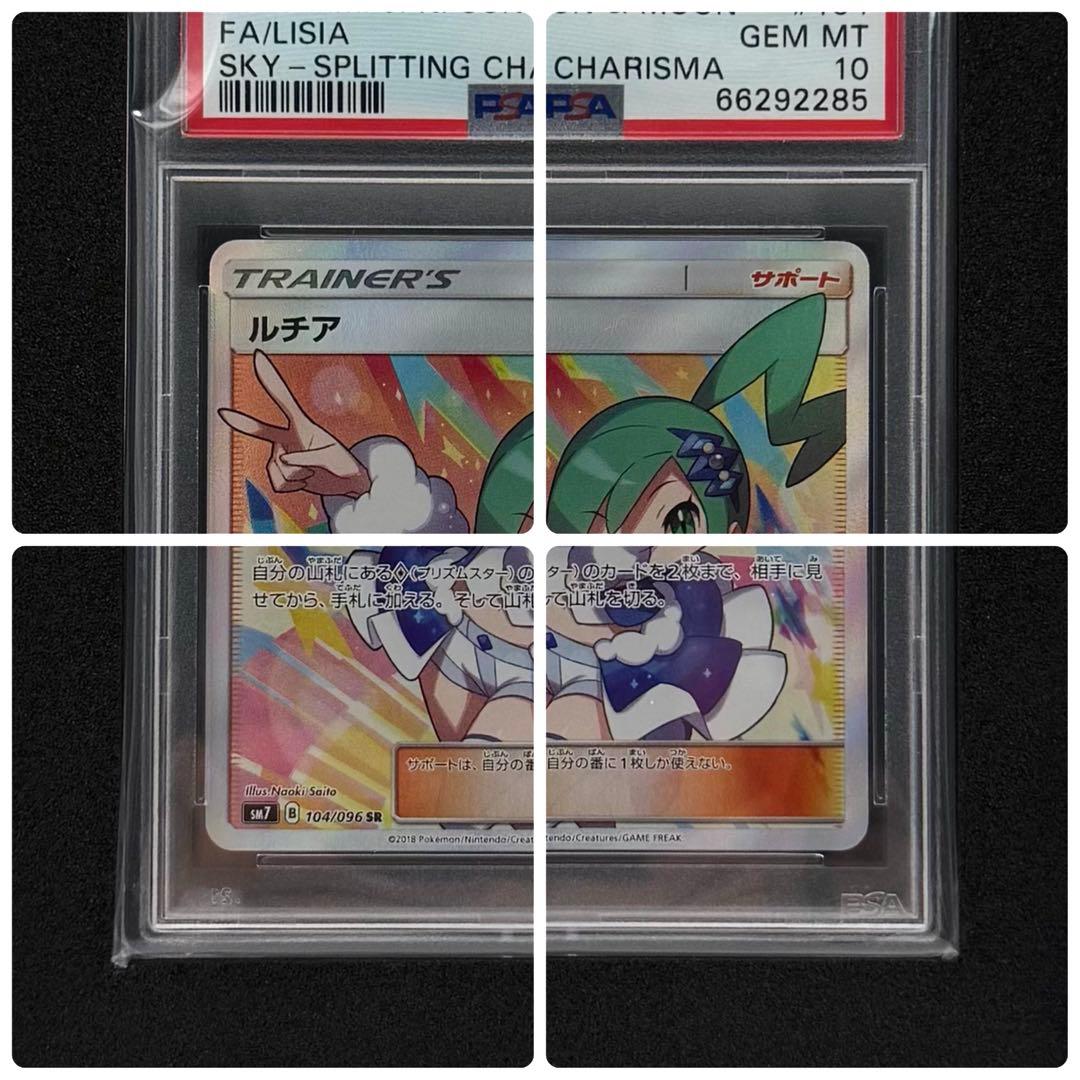 #104
FA/LISIA
GEM MT
SKY-SPLITTING CHA
CHARISMA
10
PSA
PSA
66292285
TRAINER'S
サポート
ルチア
自分の山札にある◇(プリズムスター)の
ター)のカードを2枚まで、相手に見
せてから、手札に加える。そして山札
て山札を切る。
サポートは、自分の番
自分の番に1枚しか使えない。
Illus. Naoki Saito
SM7 B 104/096 SR
©2018 Pokémon/Nintendo/Creat
tendo/Creatures/GAME FREAK
PSA